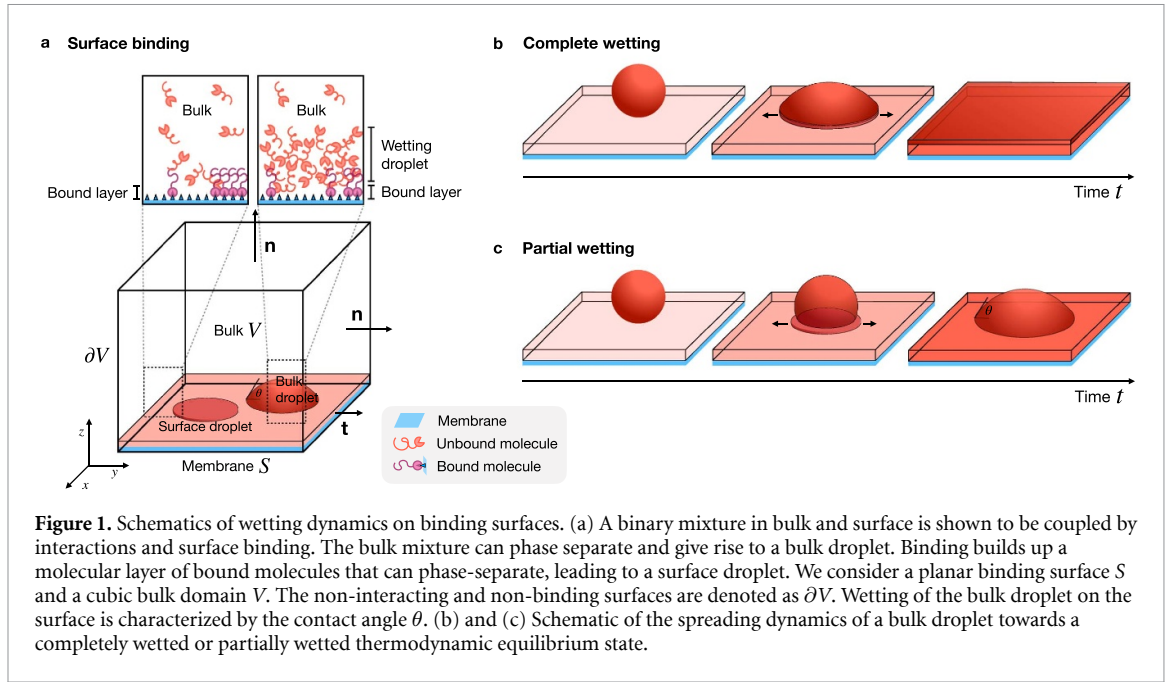 a Surface binding
Bulk
Bulk
Wetting
droplet
Bound layer
Bound layer
n
Bulk V
n
∂V
θ
Bulk
droplet
Surface droplet
t
Membrane S
z
y
x
Membrane
Unbound molecule
Bound molecule
b Complete wetting
Time t
c Partial wetting
θ
Time t
Figure 1. Schematics of wetting dynamics on binding surfaces. (a) A binary mixture in bulk and surface is shown to be coupled by
interactions and surface binding. The bulk mixture can phase separate and give rise to a bulk droplet. Binding builds up a
molecular layer of bound molecules that can phase-separate, leading to a surface droplet. We consider a planar binding surface S
and a cubic bulk domain V. The non-interacting and non-binding surfaces are denoted as ∂V. Wetting of the bulk droplet on the
surface is characterized by the contact angle θ. (b) and (c) Schematic of the spreading dynamics of a bulk droplet towards a
completely wetted or partially wetted thermodynamic equilibrium state.